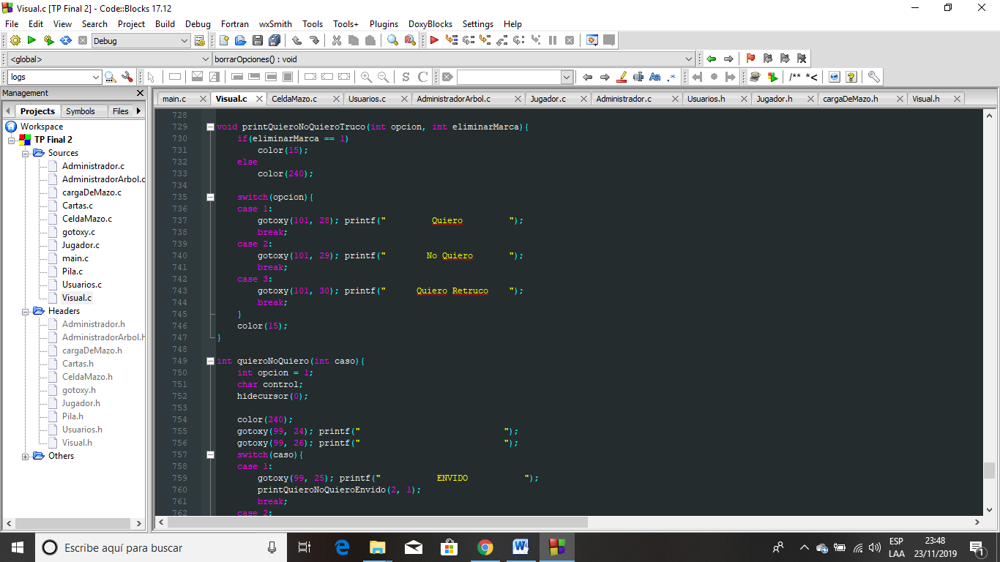 Visual.c [TP Final 2] - Code::Blocks 17.12
File Edit View Search Project Build Debug Fortran wxSmith Tools Tools+ Plugins DoxyBlocks Settings Help
Debug
<global> borrarOpciones() : void
logs S C Aa .* /** *<
Management
main.c Visual.c CeldaMazo.c Usuarios.c AdministradorArbol.c Jugador.c Administrador.c Usuarios.h Jugador.h cargaDeMazo.h Visual.h
Projects Symbols Files
Workspace
TP Final 2
Sources
Administrador.c
AdministradorArbol.c
cargaDeMazo.c
Cartas.c
CeldaMazo.c
gotoxy.c
Jugador.c
main.c
Pila.c
Usuarios.c
Visual.c
Headers
Administrador.h
AdministradorArbol.h
cargaDeMazo.h
Cartas.h
CeldaMazo.h
gotoxy.h
Jugador.h
Pila.h
Usuarios.h
Visual.h
Others
728
729 void printQuieroNoQuieroTruco(int opcion, int eliminarMarca){
730 if(eliminarMarca == 1)
731 color(15);
732 else
733 color(240);
734
735 switch(opcion){
736 case 1:
737 gotoxy(101, 28); printf("         Quiero         ");
738 break;
739 case 2:
740 gotoxy(101, 29); printf("        No Quiero       ");
741 break;
742 case 3:
743 gotoxy(101, 30); printf("      Quiero Retruco    ");
744 break;
745 }
746 color(15);
747 }
748
749 int quieroNoQuiero(int caso){
750 int opcion = 1;
751 char control;
752 hidecursor(0);
753
754 color(240);
755 gotoxy(99, 24); printf("                            ");
756 gotoxy(99, 26); printf("                            ");
757 switch(caso){
758 case 1:
759 gotoxy(99, 25); printf("           ENVIDO           ");
760 printQuieroNoQuieroEnvido(2, 1);
761 break;
762 case 2:
Escribe aquí para buscar
ESP
LAA
23:48
23/11/2019
1